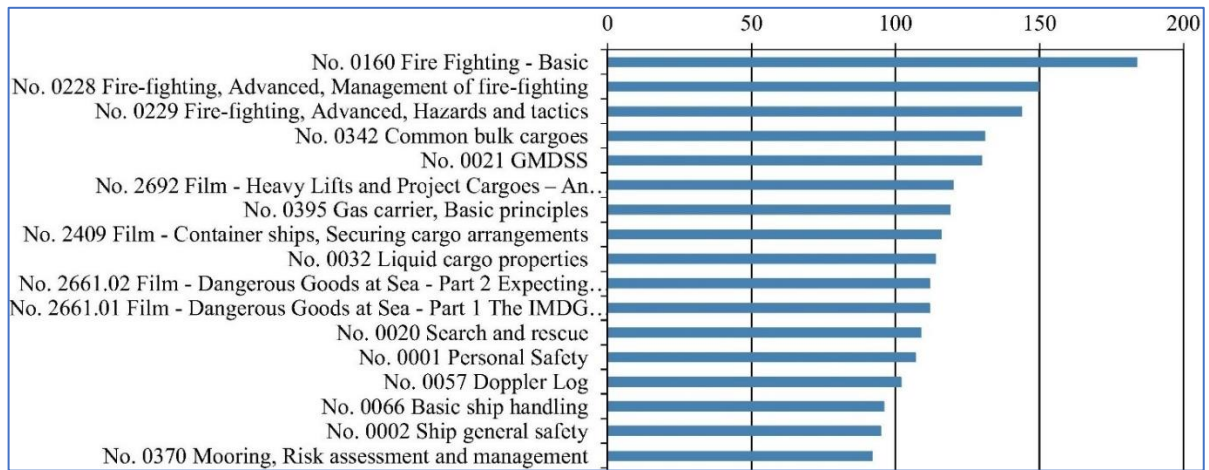 0 50 100 150 200
No. 0160 Fire Fighting - Basic
No. 0228 Fire-fighting, Advanced, Management of fire-fighting
No. 0229 Fire-fighting, Advanced, Hazards and tactics
No. 0342 Common bulk cargoes
No. 0021 GMDSS
No. 2692 Film - Heavy Lifts and Project Cargoes – An…
No. 0395 Gas carrier, Basic principles
No. 2409 Film - Container ships, Securing cargo arrangements
No. 0032 Liquid cargo properties
No. 2661.02 Film - Dangerous Goods at Sea - Part 2 Expecting…
No. 2661.01 Film - Dangerous Goods at Sea - Part 1 The IMDG…
No. 0020 Search and rescue
No. 0001 Personal Safety
No. 0057 Doppler Log
No. 0066 Basic ship handling
No. 0002 Ship general safety
No. 0370 Mooring, Risk assessment and management